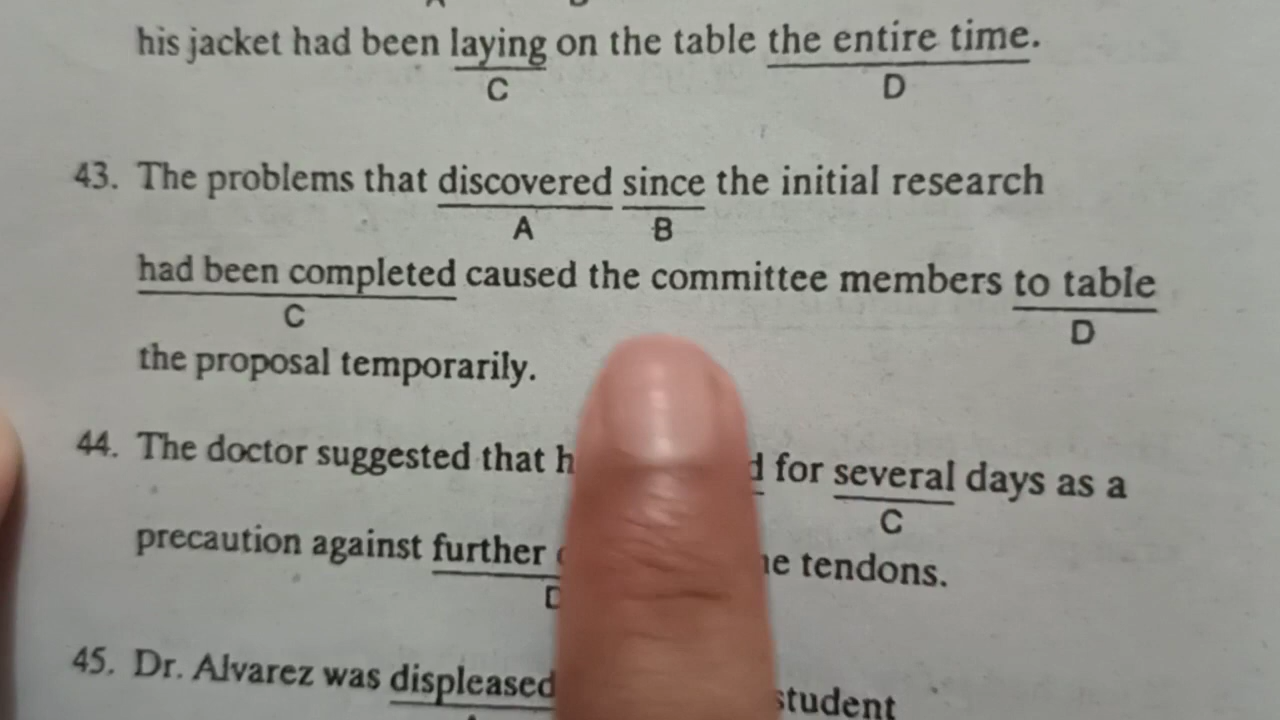 his jacket had been laying on the table the entire time.
C D
43. The problems that discovered since the initial research
A B
had been completed caused the committee members to table
C D
the proposal temporarily.
44. The doctor suggested that for several days as a
C
precaution against further tendons.
45. Dr. Alvarez was displeased student